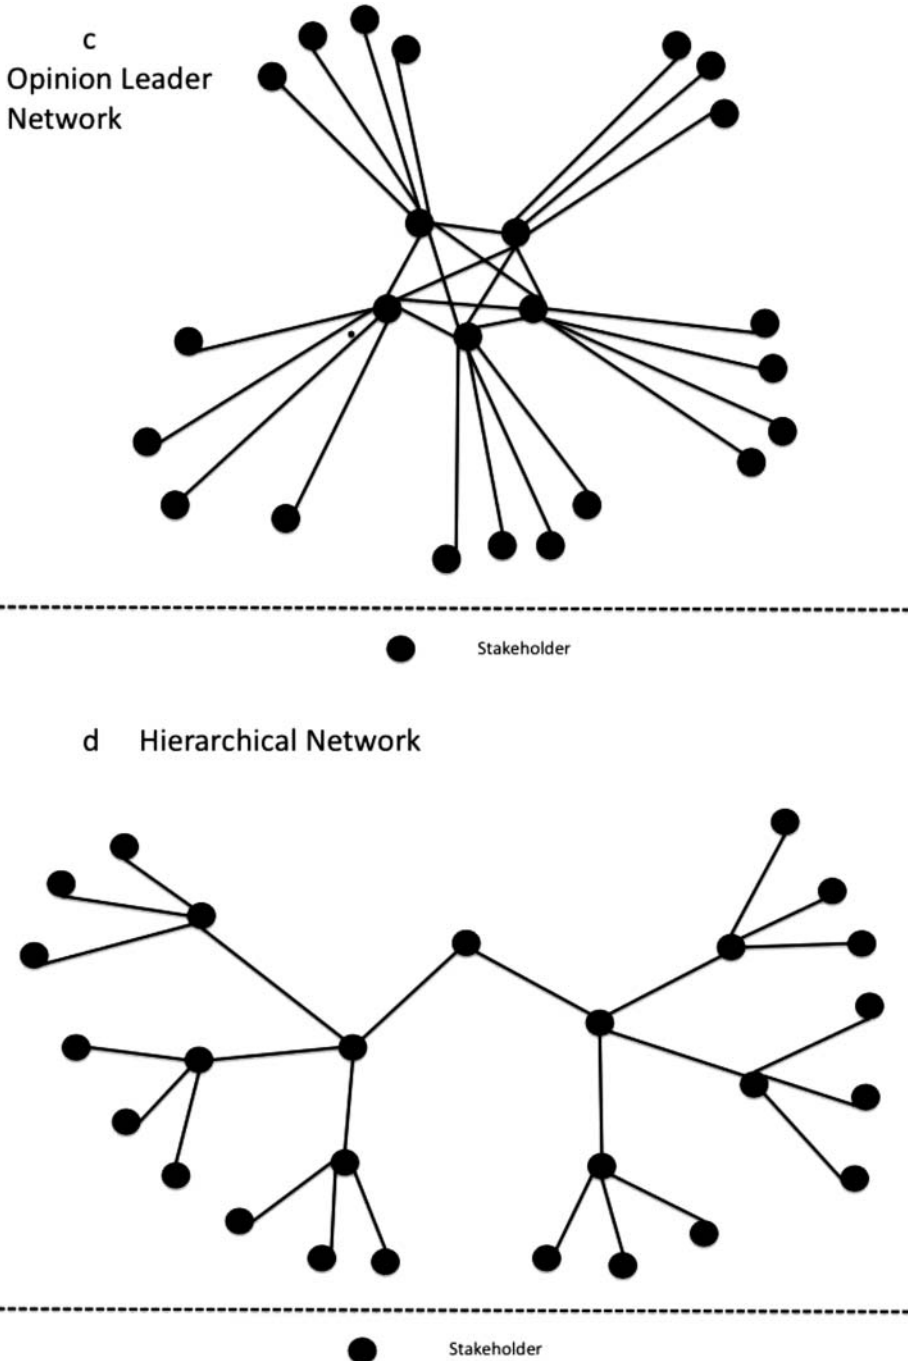 c
Opinion Leader
Network
Stakeholder
d Hierarchical Network
Stakeholder